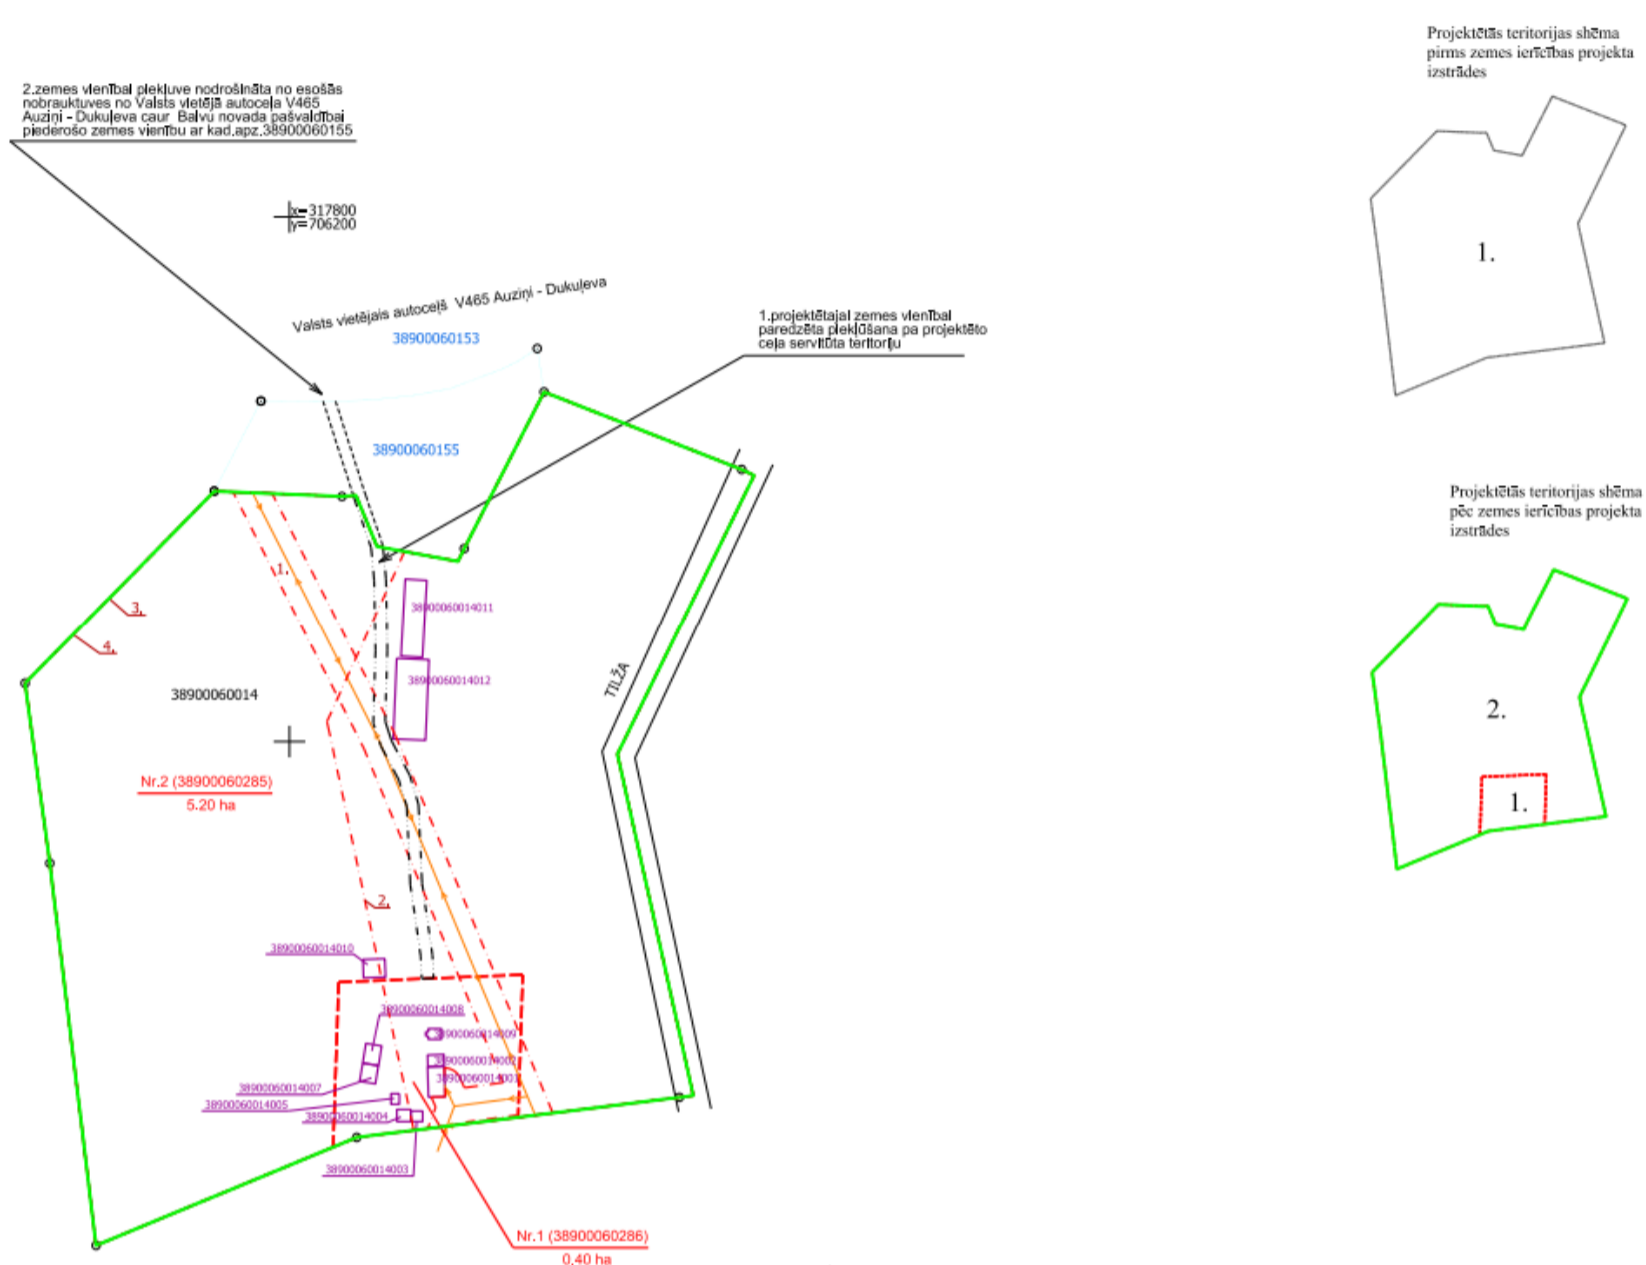 Projektētās teritorijas shēma
pirms zemes ierīcības projekta
izstrādes
1.
2.zemes vienībai piekļuve nodrošināta no esošās
nobrauktuves no Valsts vietējā autoceļa V465
Auziņi - Dukuļeva caur Balvu novada pašvaldībai
piederošo zemes vienību ar kad.apz.38900060155
x=317800
y=706200
Valsts vietējais autoceļš V465 Auziņi - Dukuļeva
38900060153
1.projektētajai zemes vienībai
paredzēta piekļūšana pa projektēto
ceļa servitūta teritoriju
38900060155
Projektētās teritorijas shēma
pēc zemes ierīcības projekta
izstrādes
2.
1.
1.
3.
4.
38900060014011
38900060014012
TILŽA
38900060014
Nr.2 (38900060285)
5.20 ha
2.
38900060014010
38900060014008
38900060014009
38900060014002
38900060014001
38900060014007
38900060014005
38900060014004
38900060014003
Nr.1 (38900060286)
0.40 ha